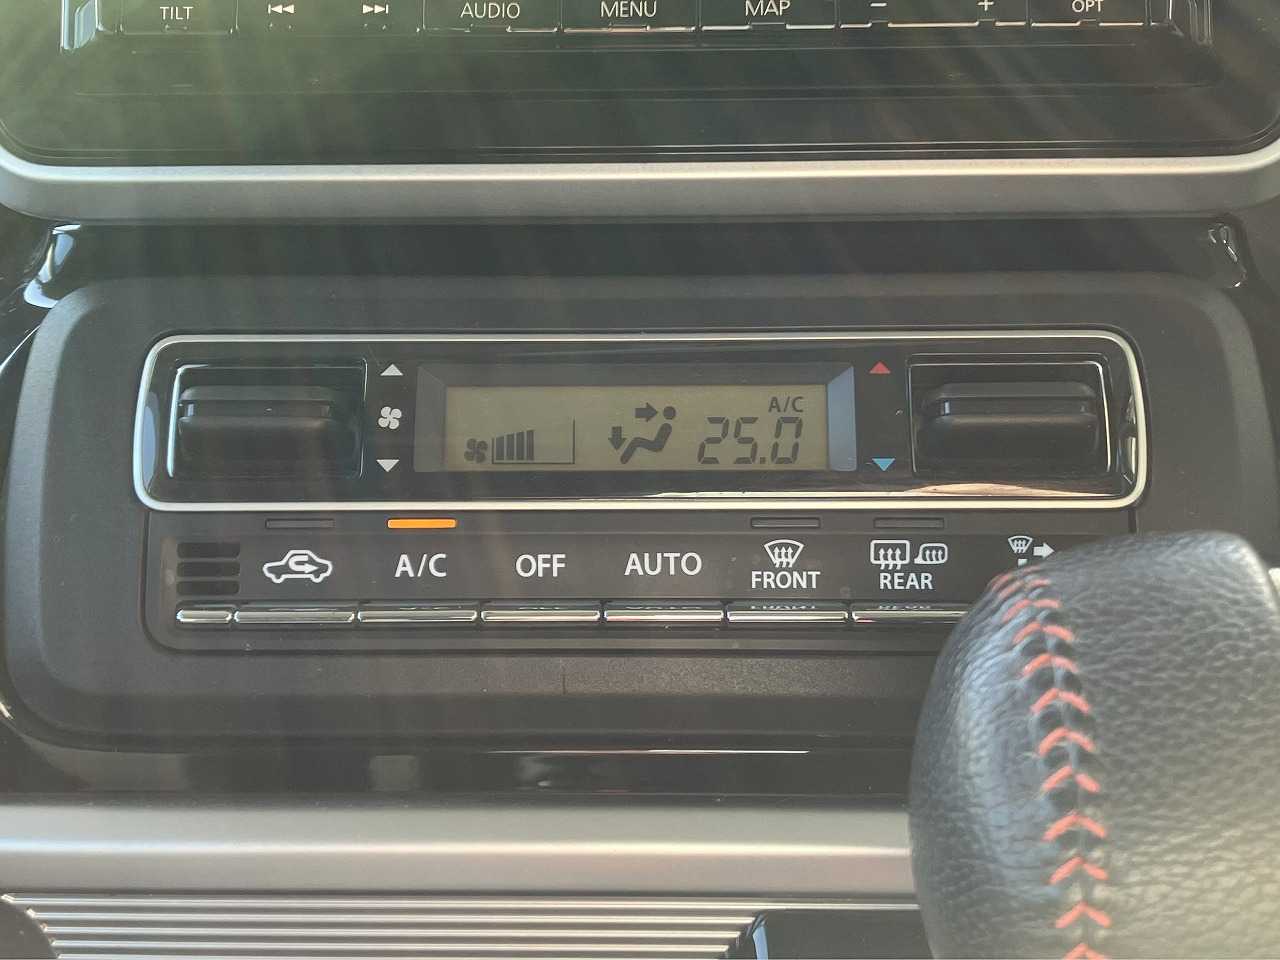 TILT AUDIO MENU MAP − + OPT
A/C
25.0
A/C OFF AUTO FRONT REAR